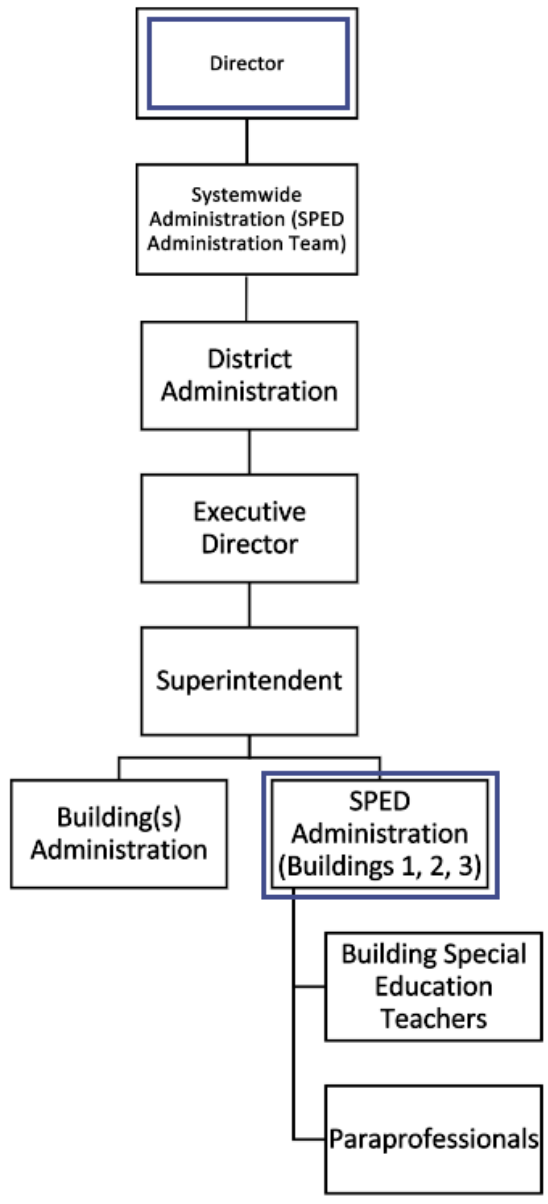 Director
Systemwide
Administration (SPED
Administration Team)
District
Administration
Executive
Director
Superintendent
Building(s)
Administration
SPED
Administration
(Buildings 1, 2, 3)
Building Special
Education
Teachers
Paraprofessionals